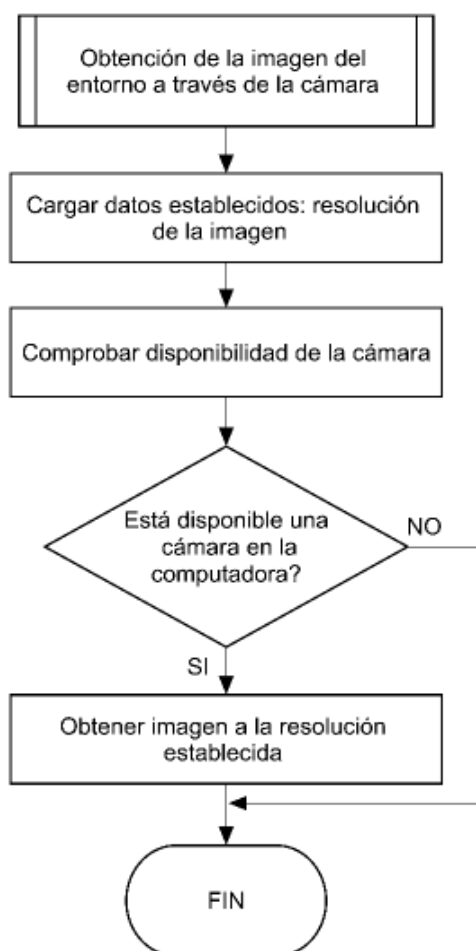 Obtención de la imagen del
entorno a través de la cámara
Cargar datos establecidos: resolución
de la imagen
Comprobar disponibilidad de la cámara
Está disponible una
cámara en la
computadora?
NO
SI
Obtener imagen a la resolución
establecida
FIN